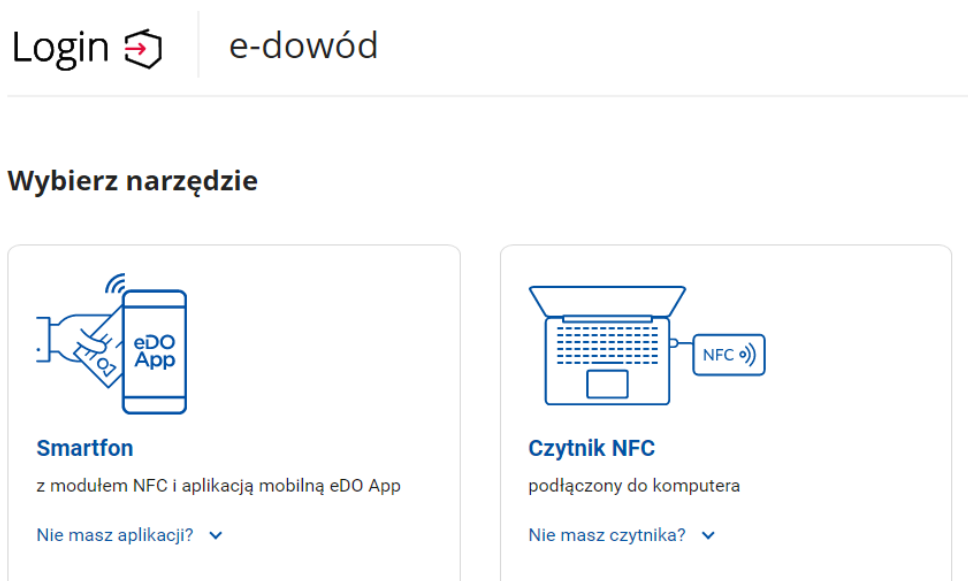 Login
e-dowód
Wybierz narzędzie
eDO
App
Smartfon
z modułem NFC i aplikacją mobilną eDO App
Nie masz aplikacji?
NFC
Czytnik NFC
podłączony do komputera
Nie masz czytnika?